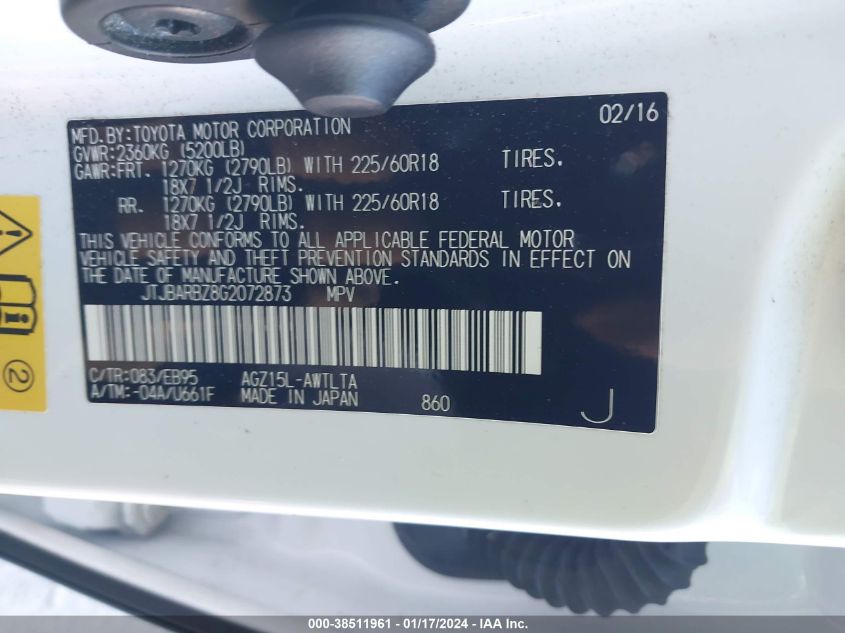 02/16
MFD.BY:TOYOTA MOTOR CORPORATION
GVWR:2360KG (5200LB)
GAWR:FRT. 1270KG (2790LB) WITH 225/60R18 TIRES.
18X7 1/2J RIMS.
RR. 1270KG (2790LB) WITH 225/60R18 TIRES.
18X7 1/2J RIMS.
THIS VEHICLE CONFORMS TO ALL APPLICABLE FEDERAL MOTOR
VEHICLE SAFETY AND THEFT PREVENTION STANDARDS IN EFFECT ON
THE DATE OF MANUFACTURE SHOWN ABOVE.
JTJBARBZ8G2072873 MPV
C/TR:083/EB95 AGZ15L-AWTLTA
A/TM:-04A/U661F MADE IN JAPAN 860 J
2
000-38511961 - 01/17/2024 - IAA Inc.